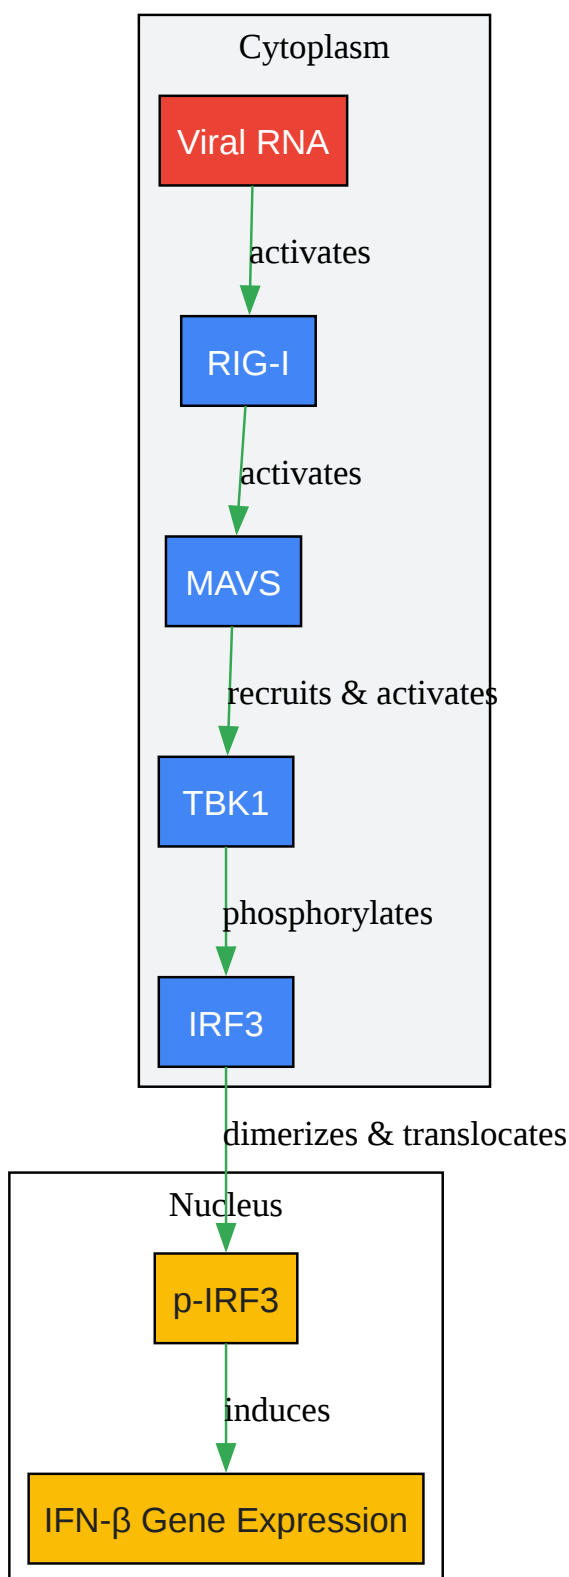 Cytoplasm
Viral RNA
activates
RIG-I
activates
MAVS
recruits & activates
TBK1
phosphorylates
IRF3
dimerizes & translocates
Nucleus
p-IRF3
induces
IFN-β Gene Expression